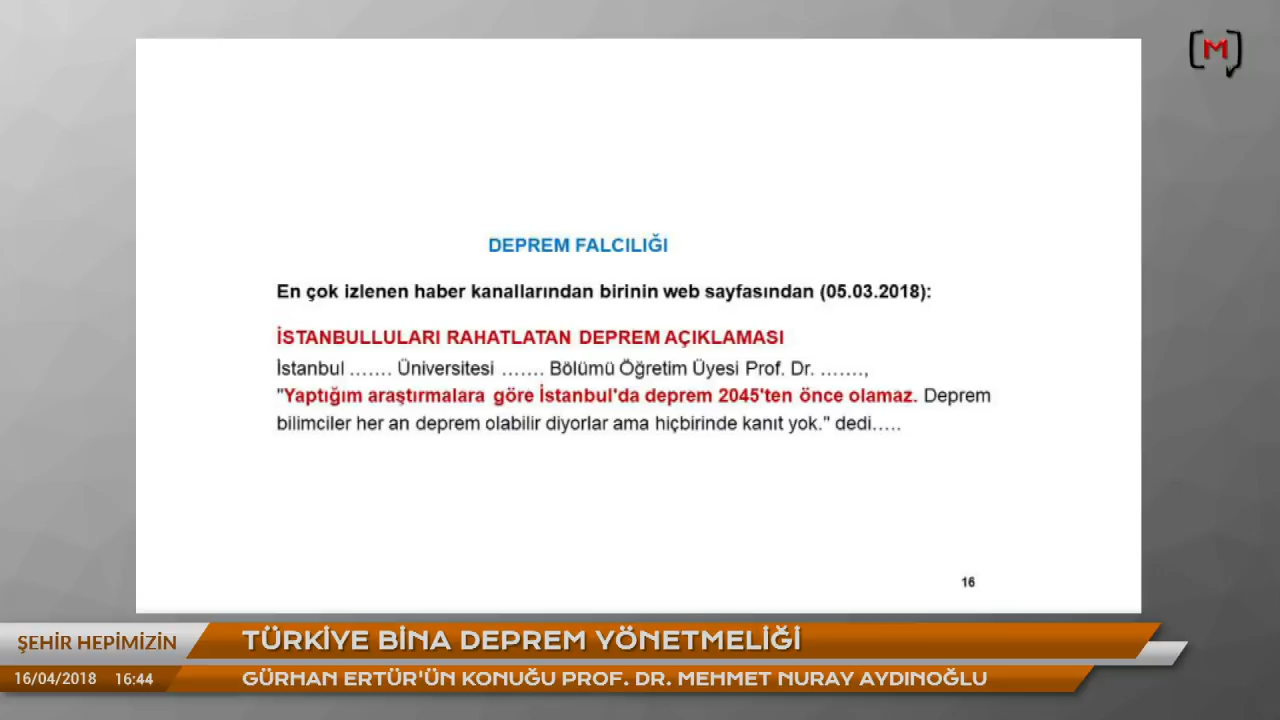 [M]
DEPREM FALCILIĞI
En çok izlenen haber kanallarından birinin web sayfasından (05.03.2018):
İSTANBULLULARI RAHATLATAN DEPREM AÇIKLAMASI
İstanbul ....... Üniversitesi ....... Bölümü Öğretim Üyesi Prof. Dr. .......,
"Yaptığım araştırmalara göre İstanbul'da deprem 2045'ten önce olamaz. Deprem
bilimciler her an deprem olabilir diyorlar ama hiçbirinde kanıt yok." dedi.....
16
ŞEHİR HEPİMİZİN
TÜRKİYE BİNA DEPREM YÖNETMELİĞİ
16/04/2018 16:44
GÜRHAN ERTÜR'ÜN KONUĞU PROF. DR. MEHMET NURAY AYDINOĞLU